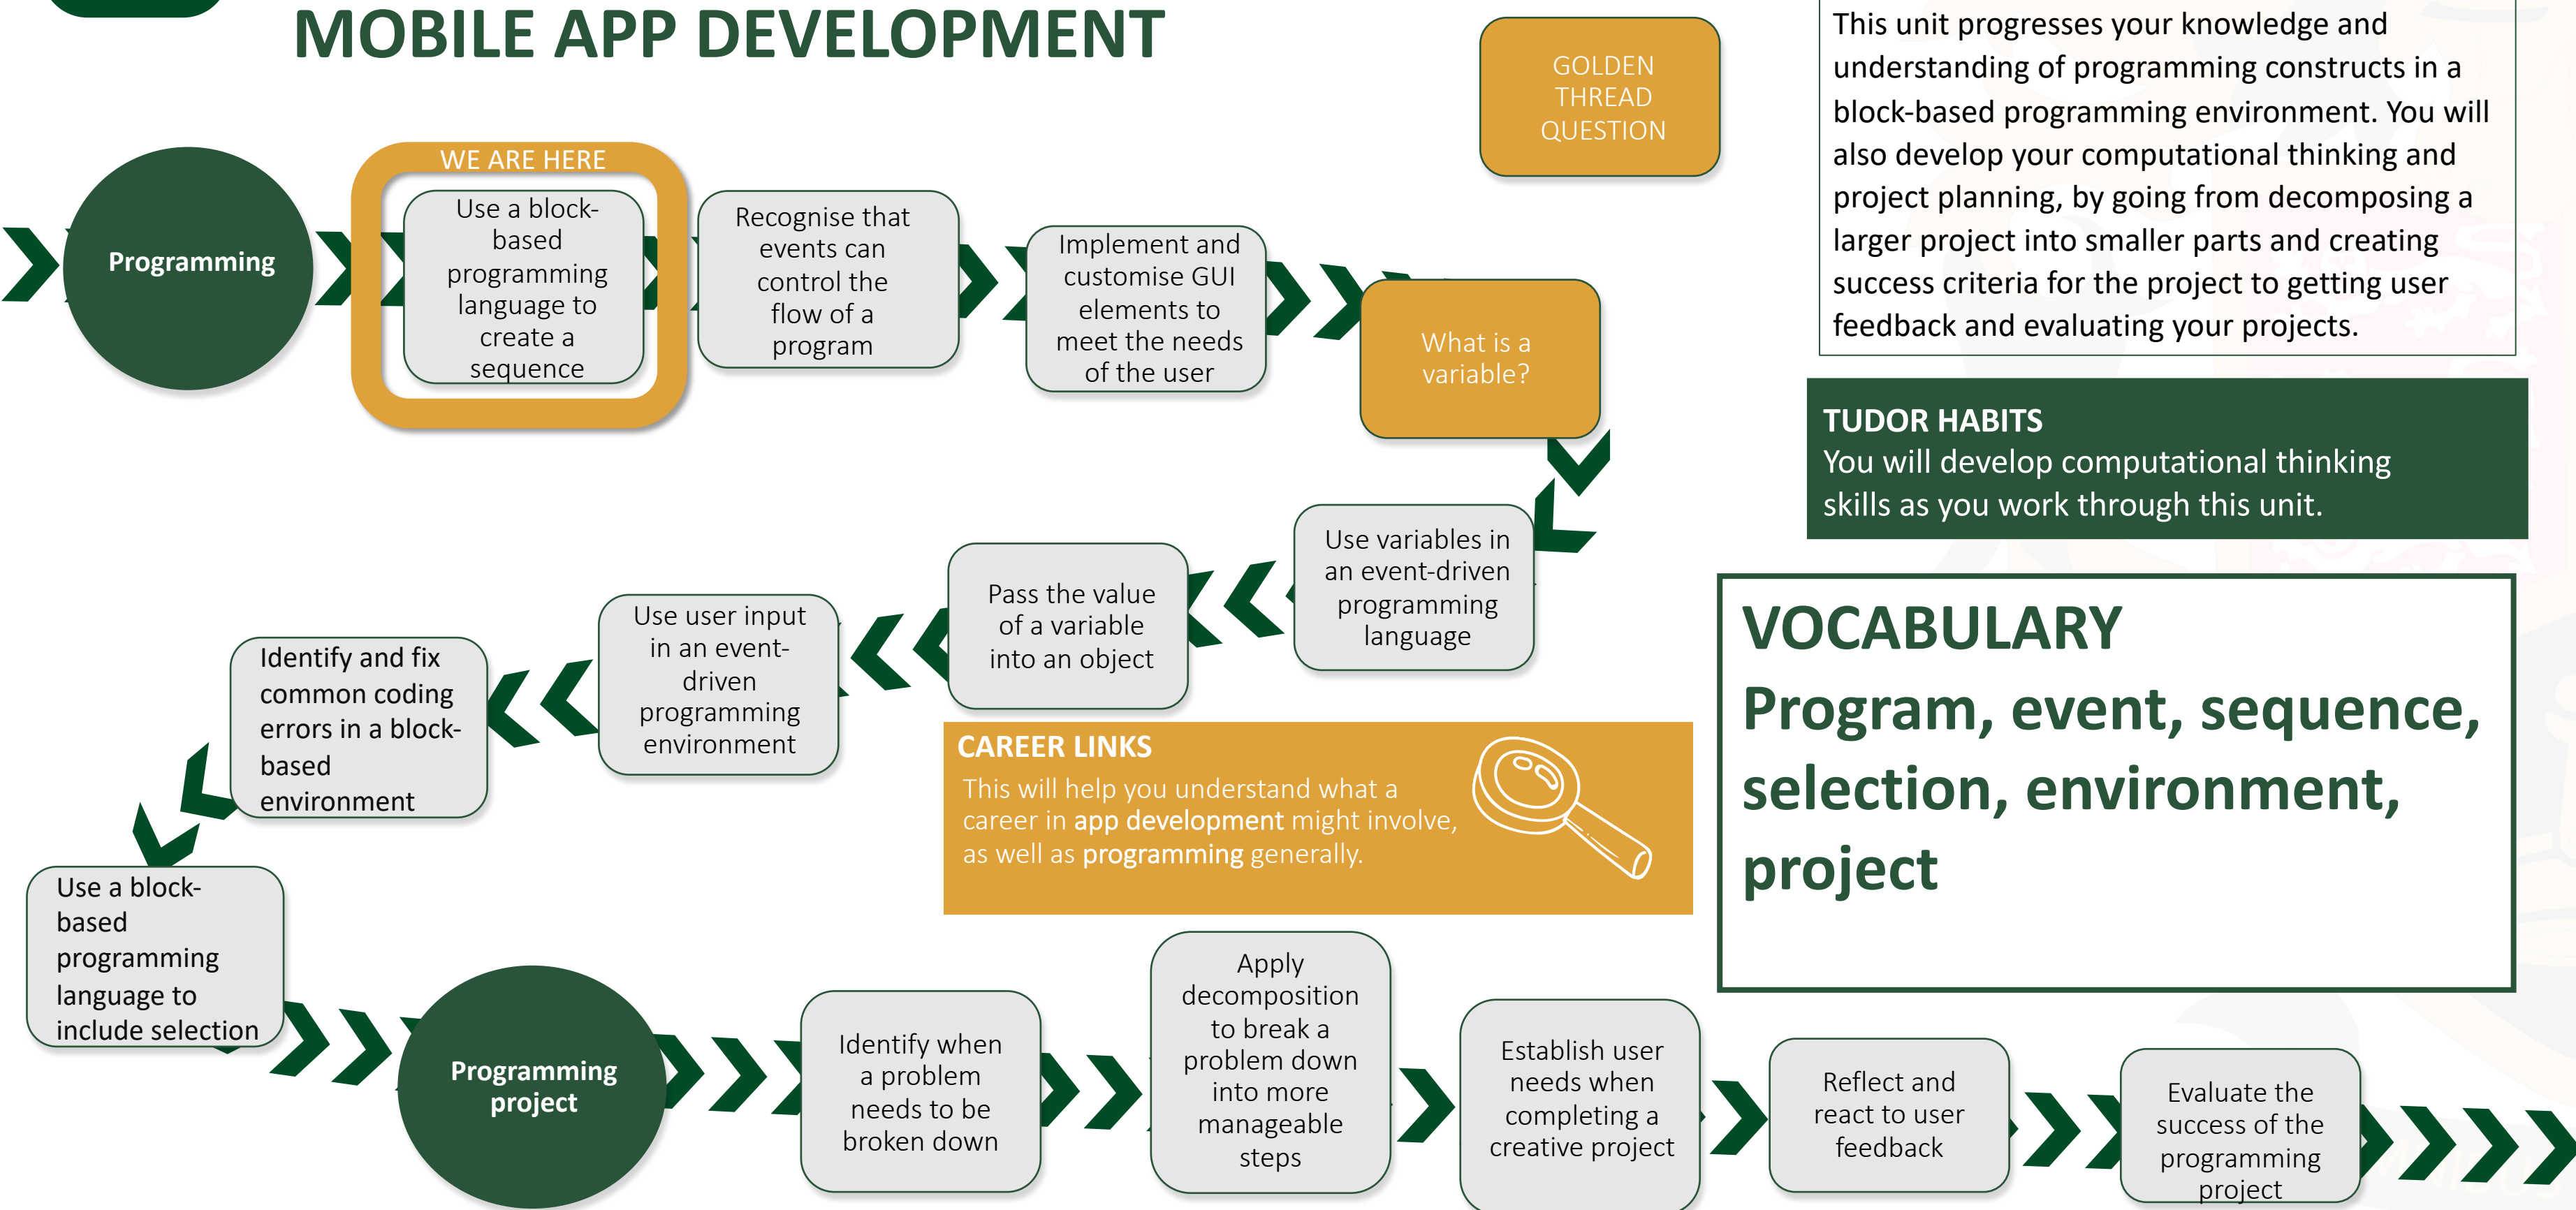 MOBILE APP DEVELOPMENT
GOLDEN
THREAD
QUESTION
This unit progresses your knowledge and
understanding of programming constructs in a
block-based programming environment. You will
also develop your computational thinking and
project planning, by going from decomposing a
larger project into smaller parts and creating
success criteria for the project to getting user
feedback and evaluating your projects.
Programming
WE ARE HERE
Use a block-
based
programming
language to
create a
sequence
Recognise that
events can
control the
flow of a
program
Implement and
customise GUI
elements to
meet the needs
of the user
What is a
variable?
TUDOR HABITS
You will develop computational thinking
skills as you work through this unit.
Use variables in
an event-driven
programming
language
Pass the value
of a variable
into an object
Use user input
in an event-
driven
programming
environment
Identify and fix
common coding
errors in a block-
based
environment
CAREER LINKS
This will help you understand what a
career in app development might involve,
as well as programming generally.
VOCABULARY
Program, event, sequence,
selection, environment,
project
Use a block-
based
programming
language to
include selection
Programming
project
Identify when
a problem
needs to be
broken down
Apply
decomposition
to break a
problem down
into more
manageable
steps
Establish user
needs when
completing a
creative project
Reflect and
react to user
feedback
Evaluate the
success of the
programming
project